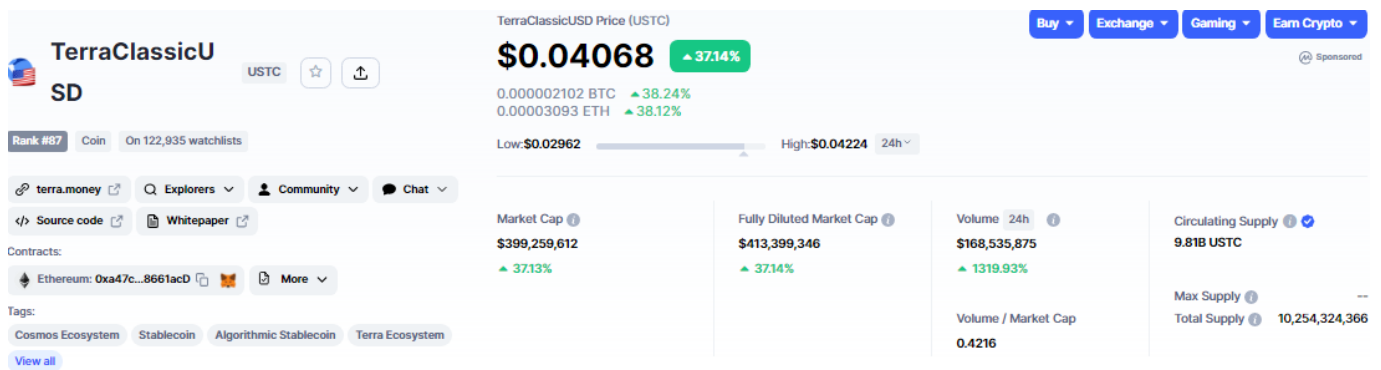 TerraClassicU
SD
USTC
Rank #87
Coin
On 122,935 watchlists
terra.money
Explorers
Community
Chat
Source code
Whitepaper
Contracts:
Ethereum: 0xa47c...8661acD
More
Tags:
Cosmos Ecosystem
Stablecoin
Algorithmic Stablecoin
Terra Ecosystem
View all
TerraClassicUSD Price (USTC)
$0.04068
37.14%
0.000002102 BTC 38.24%
0.00003093 ETH 38.12%
Low:$0.02962
High:$0.04224
24h
Buy
Exchange
Gaming
Earn Crypto
Sponsored
Market Cap
$399,259,612
37.13%
Fully Diluted Market Cap
$413,399,346
37.14%
Volume 24h
$168,535,875
1319.93%
Volume / Market Cap
0.4216
Circulating Supply
9.81B USTC
Max Supply --
Total Supply 10,254,324,366